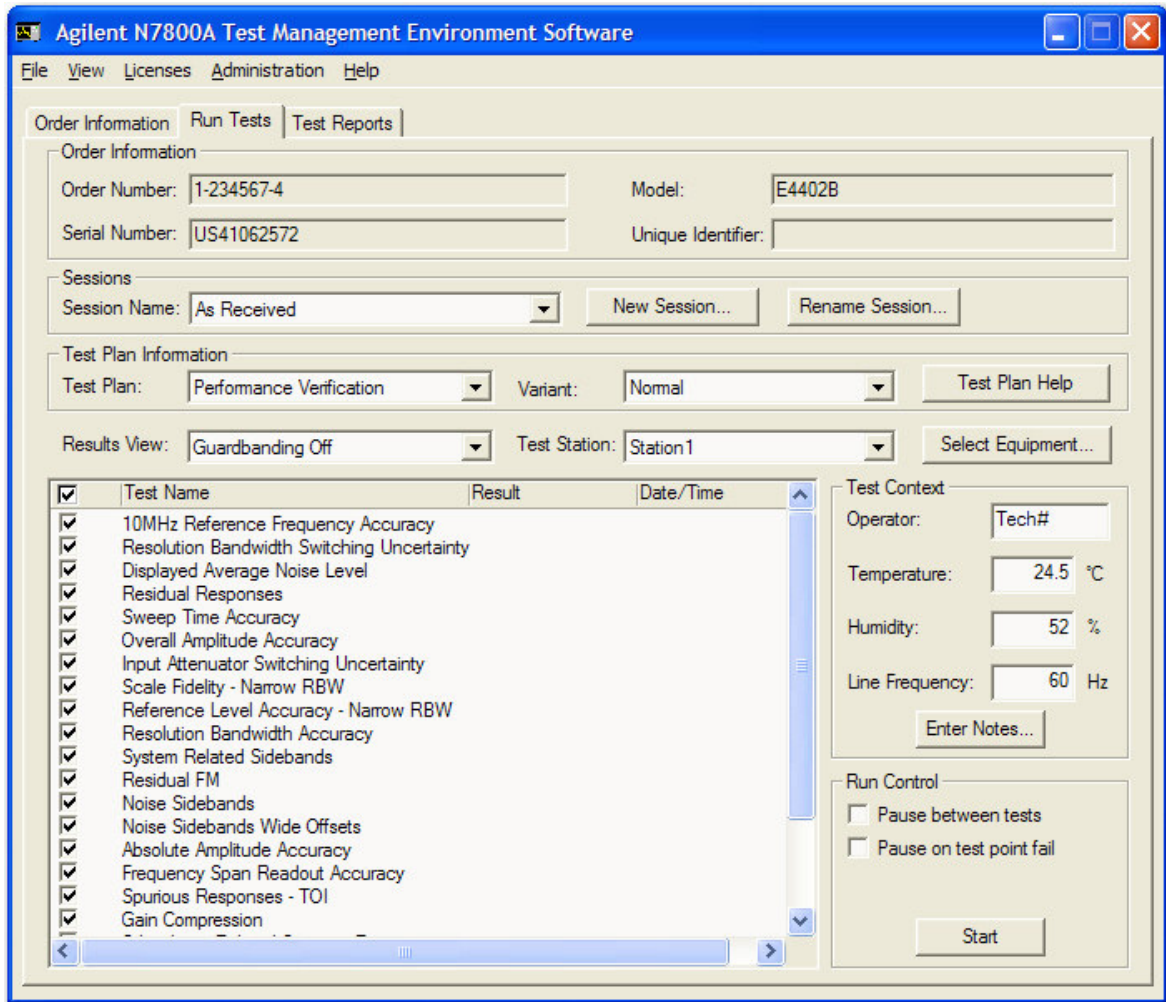 Agilent N7800A Test Management Environment Software
File View Licenses Administration Help
Order Information Run Tests Test Reports
Order Information
Order Number: 1-234567-4 Model: E4402B
Serial Number: US41062572 Unique Identifier:
Sessions
Session Name: As Received New Session... Rename Session...
Test Plan Information
Test Plan: Performance Verification Variant: Normal Test Plan Help
Results View: Guardbanding Off Test Station: Station1 Select Equipment...
Test Name Result Date/Time
10MHz Reference Frequency Accuracy
Resolution Bandwidth Switching Uncertainty
Displayed Average Noise Level
Residual Responses
Sweep Time Accuracy
Overall Amplitude Accuracy
Input Attenuator Switching Uncertainty
Scale Fidelity - Narrow RBW
Reference Level Accuracy - Narrow RBW
Resolution Bandwidth Accuracy
System Related Sidebands
Residual FM
Noise Sidebands
Noise Sidebands Wide Offsets
Absolute Amplitude Accuracy
Frequency Span Readout Accuracy
Spurious Responses - TOI
Gain Compression
Test Context
Operator: Tech#
Temperature: 24.5 °C
Humidity: 52 %
Line Frequency: 60 Hz
Enter Notes...
Run Control
Pause between tests
Pause on test point fail
Start